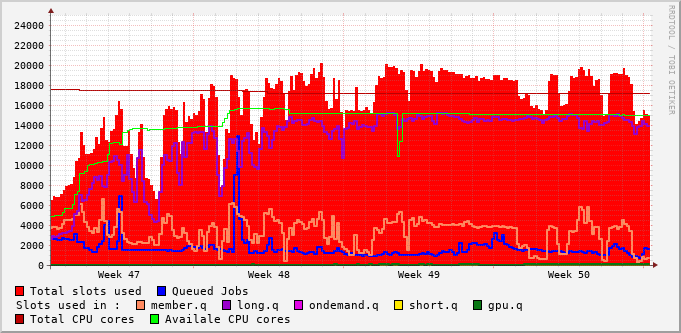 24000
22000
20000
18000
16000
14000
12000
10000
8000
6000
4000
2000
0
Week 47 Week 48 Week 49 Week 50
RRDTOOL / TOBI OETIKER
Total slots used Queued Jobs
Slots used in : member.q long.q ondemand.q short.q gpu.q
Total CPU cores Availale CPU cores